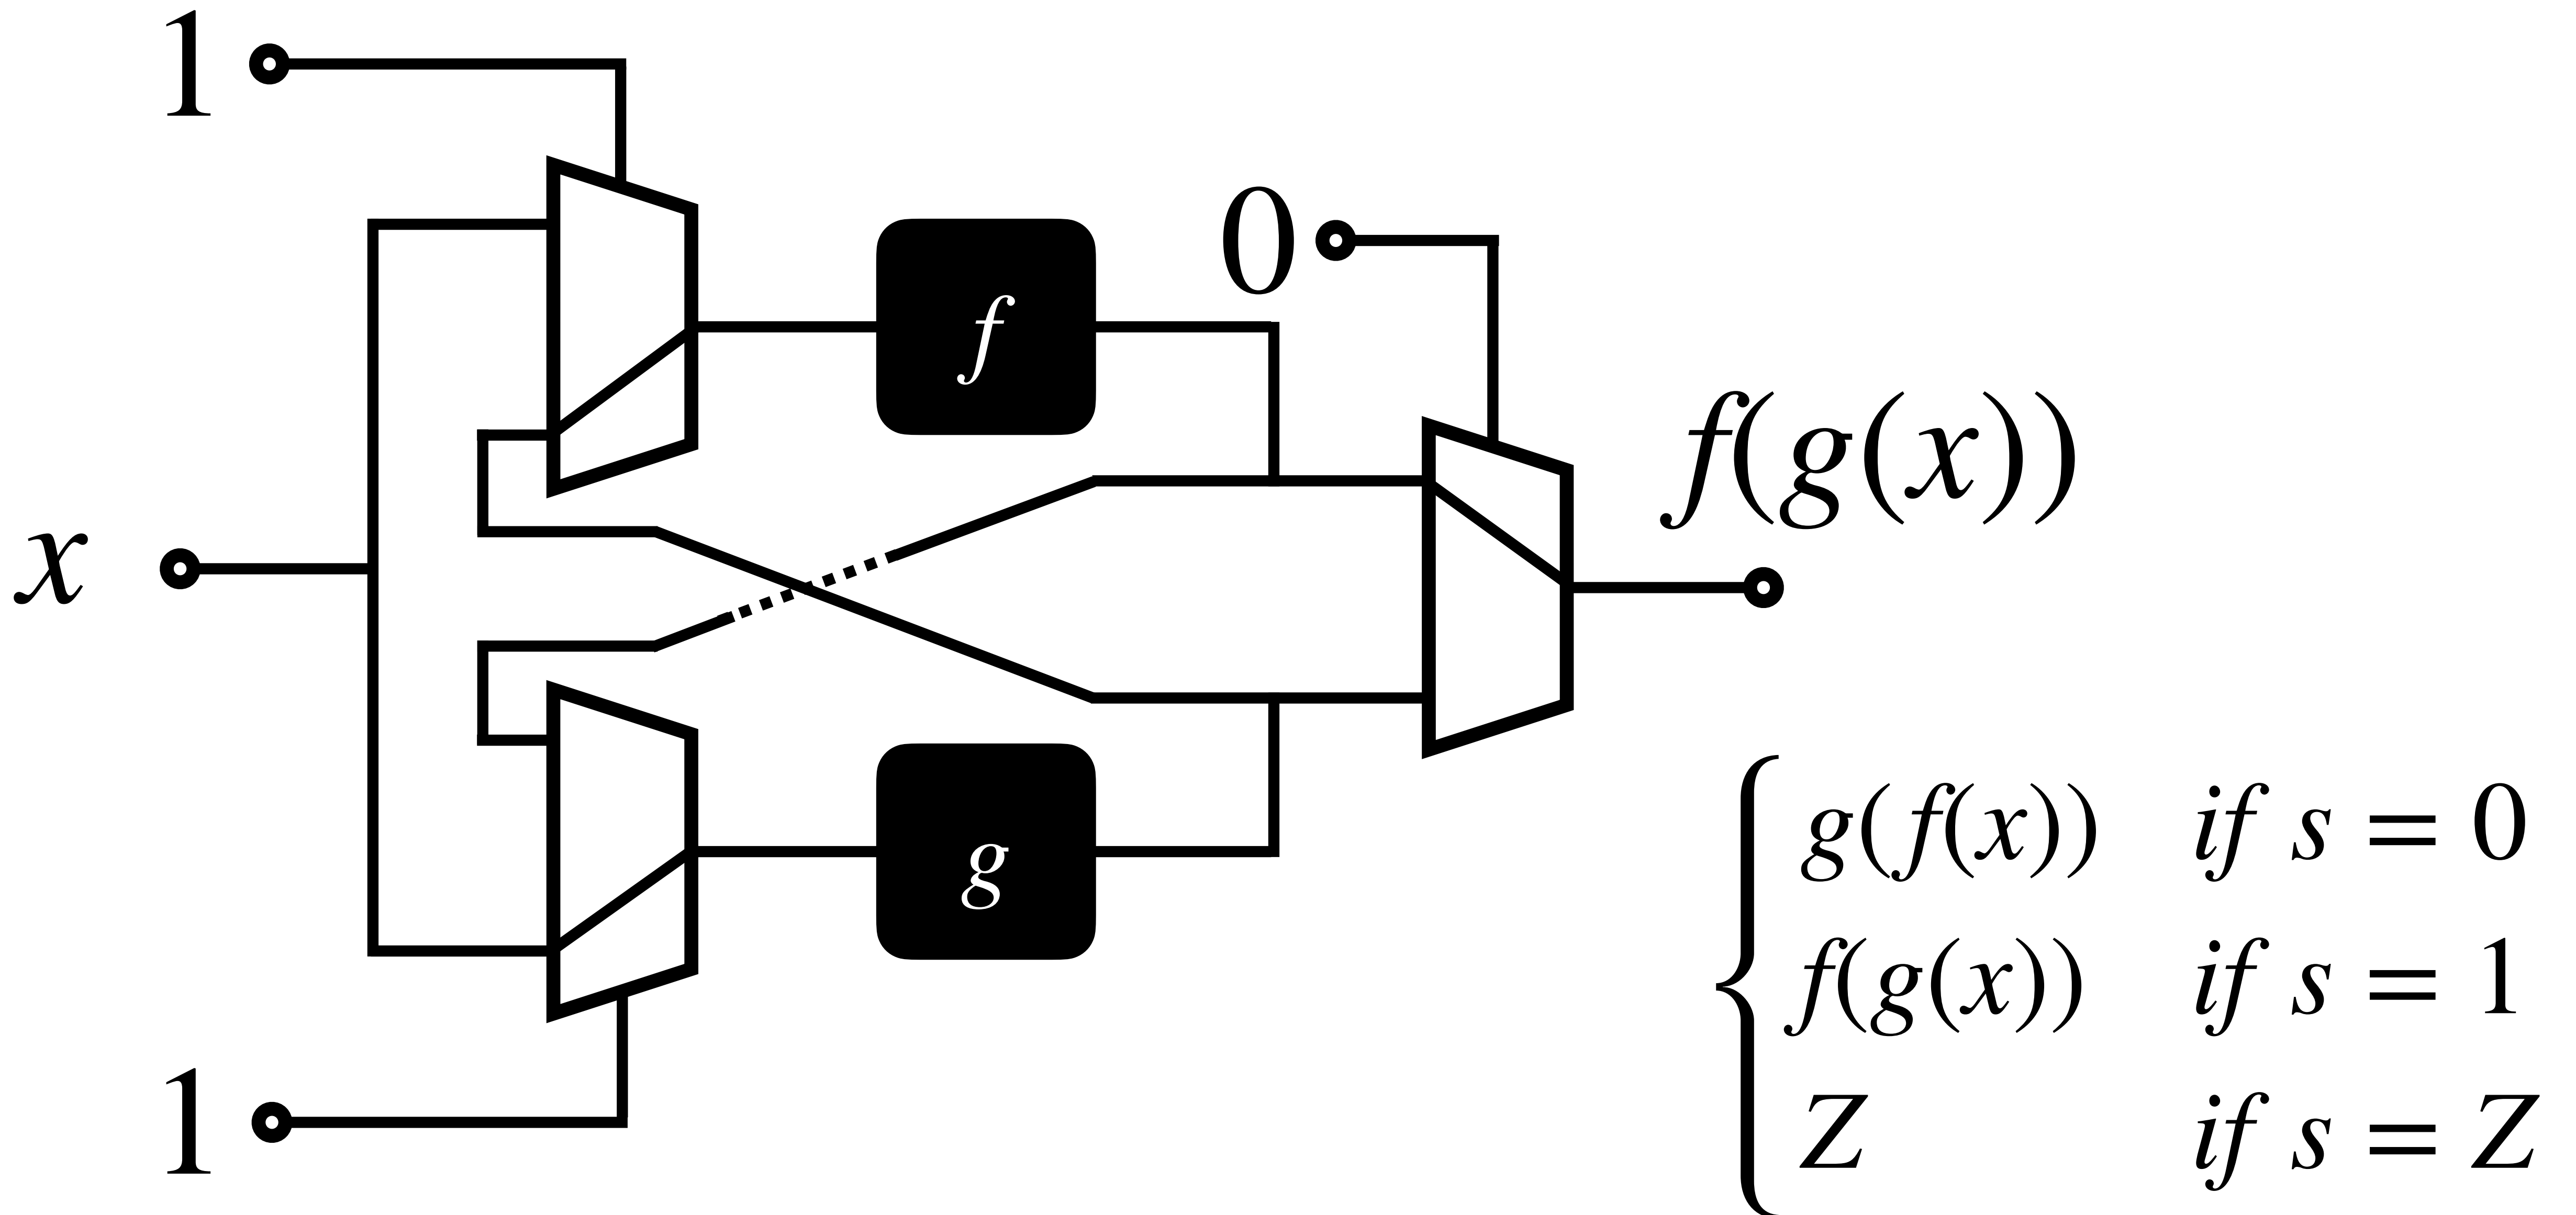 1
0
f
f(g(x))
x
g
g(f(x)) if s = 0
f(g(x)) if s = 1
Z if s = Z
1